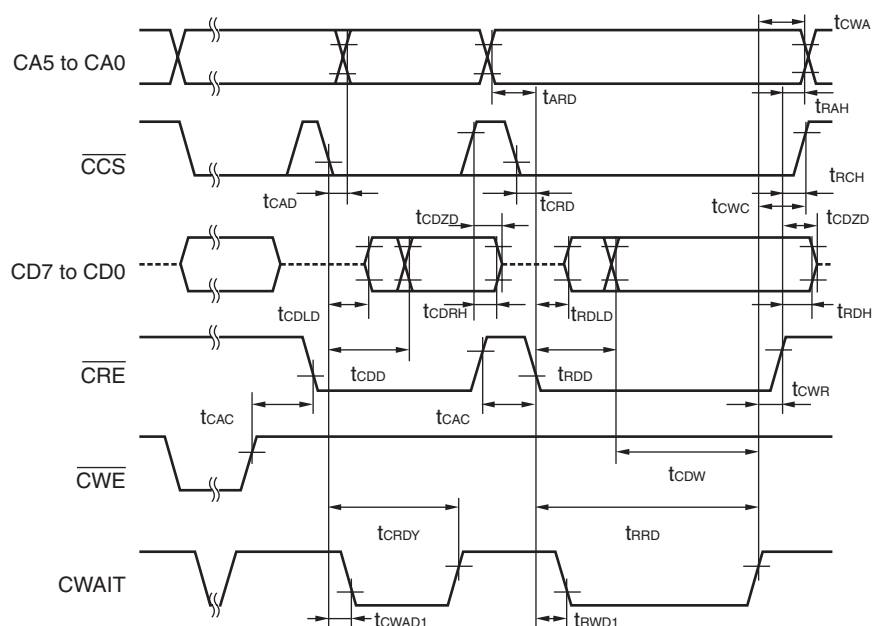 tCWA
CA5 to CA0
tARD
tRAH
CCS
tCAD
tCRD
tRCH
tCWC
tCDZD
tCDZD
CD7 to CD0
tCDLD
tCDRH
tRDLD
tRDH
CRE
tCDD
tRDD
tCWR
tCAC
tCAC
CWE
tCDW
tCRDY
tRRD
CWAIT
tCWAD1
tRWD1